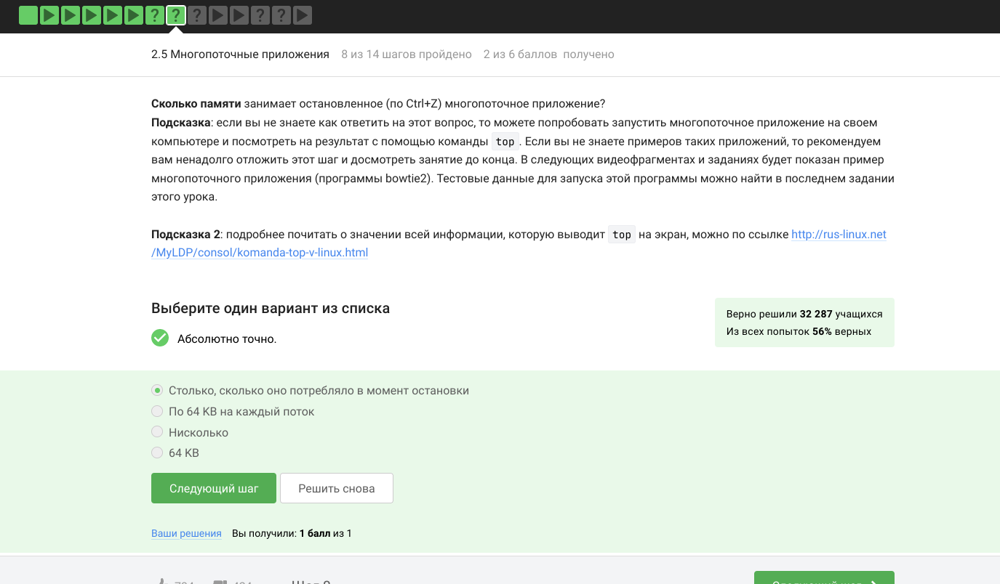 2.5 Многопоточные приложения 8 из 14 шагов пройдено 2 из 6 баллов получено
Сколько памяти занимает остановленное (по Ctrl+Z) многопоточное приложение?
Подсказка: если вы не знаете как ответить на этот вопрос, то можете попробовать запустить многопоточное приложение на своем
компьютере и посмотреть на результат с помощью команды top. Если вы не знаете примеров таких приложений, то рекомендуем
вам ненадолго отложить этот шаг и досмотреть занятие до конца. В следующих видеофрагментах и заданиях будет показан пример
многопоточного приложения (программы bowtie2). Тестовые данные для запуска этой программы можно найти в последнем задании
этого урока.
Подсказка 2: подробнее почитать о значении всей информации, которую выводит top на экран, можно по ссылке http://rus-linux.net
/MyLDP/consol/komanda-top-v-linux.html
Выберите один вариант из списка
Абсолютно точно.
Верно решили 32 287 учащихся
Из всех попыток 56% верных
Столько, сколько оно потребляло в момент остановки
По 64 KB на каждый поток
Нисколько
64 KB
Следующий шаг Решить снова
Ваши решения Вы получили: 1 балл из 1